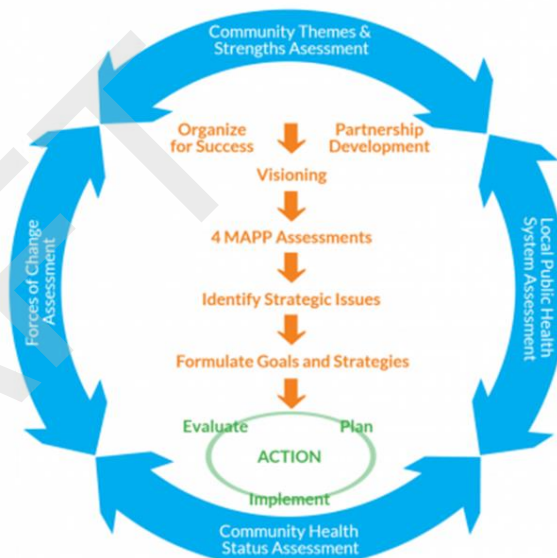 Community Themes &
Strengths Asessment
Organize
for Success
Partnership
Development
Visioning
4 MAPP Assessments
Identify Strategic Issues
Formulate Goals and Strategies
Evaluate
Plan
ACTION
Implement
Forces of Change
Assessment
Local Public Health
System Assessment
Community Health
Status Assessment